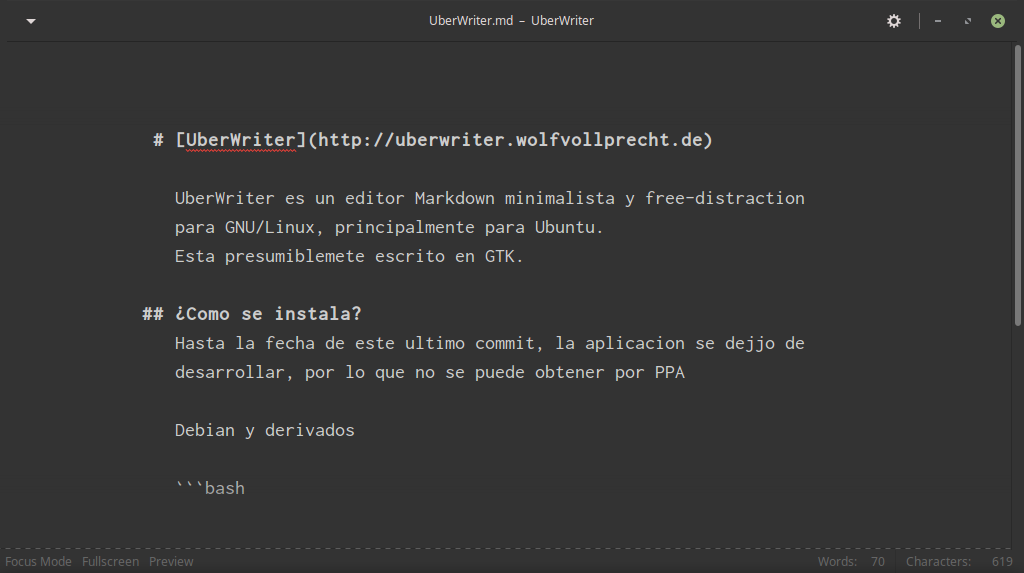 UberWriter.md – UberWriter
# [UberWriter](http://uberwriter.wolfvollprecht.de)
UberWriter es un editor Markdown minimalista y free-distraction
para GNU/Linux, principalmente para Ubuntu.
Esta presumiblemete escrito en GTK.
## ¿Como se instala?
Hasta la fecha de este ultimo commit, la aplicacion se dejjo de
desarrollar, por lo que no se puede obtener por PPA
Debian y derivados
```bash
Focus Mode Fullscreen Preview Words: 70 Characters: 619